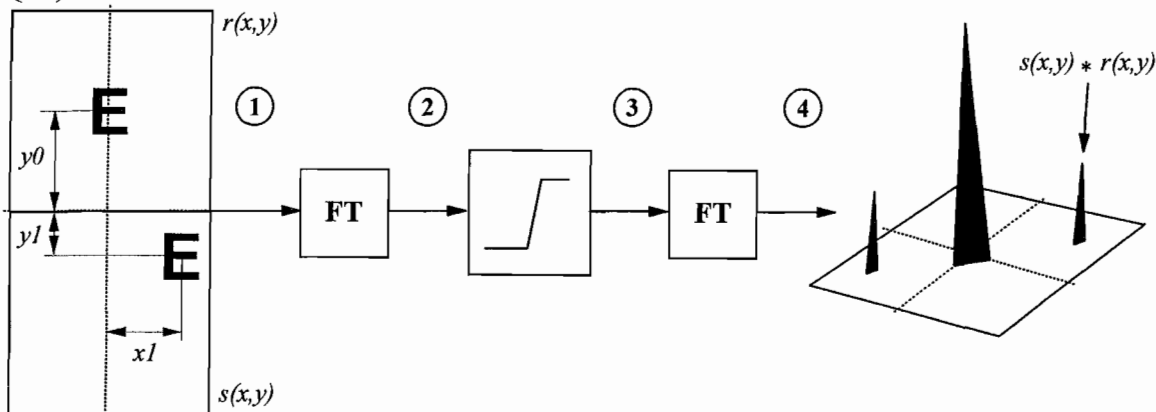 r(x,y)
E
y0
y1
E
x1
s(x,y)
1
2
3
4
FT
FT
s(x,y) * r(x,y)